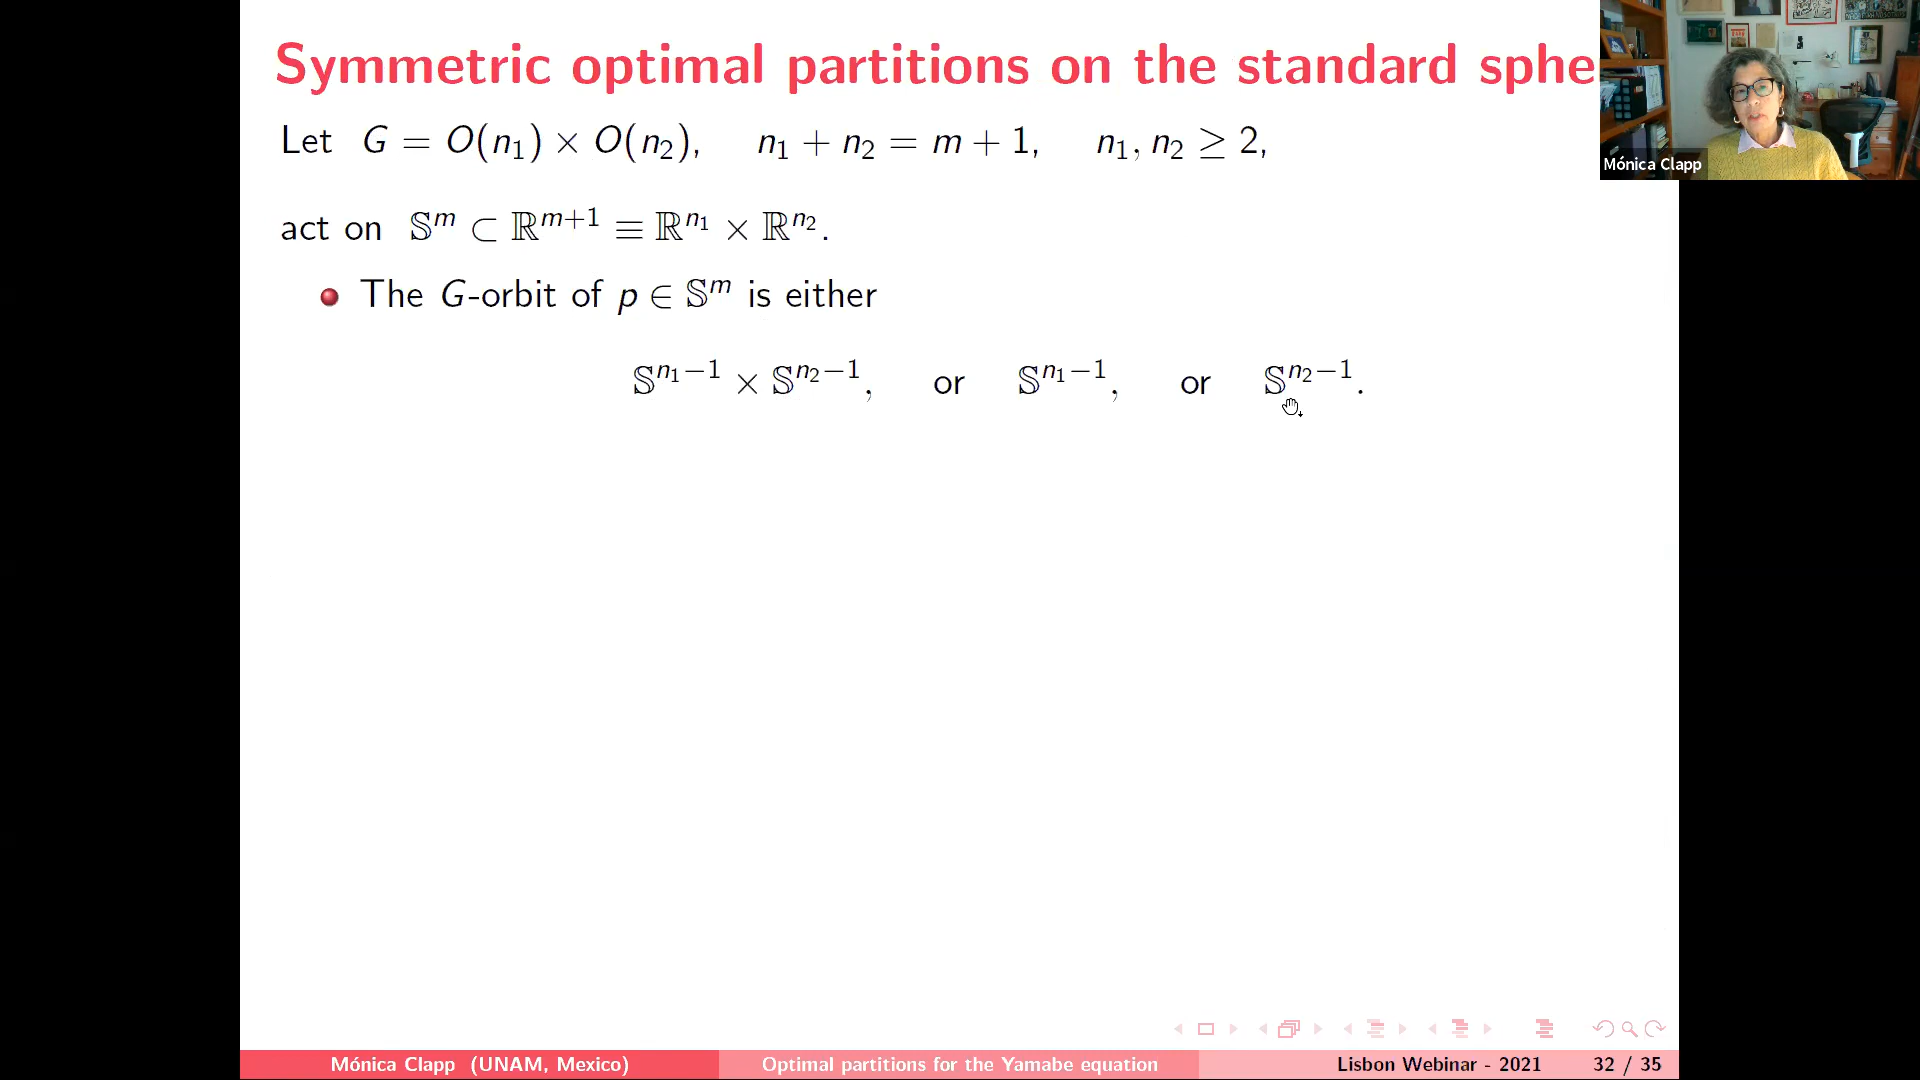 Symmetric optimal partitions on the standard sphe
Let G = O(n₁) × O(n₂), n₁ + n₂ = m + 1, n₁, n₂ ≥ 2,
act on 𝕊ᵐ ⊂ ℝᵐ⁺¹ ≡ ℝⁿ¹ × ℝⁿ².
The G-orbit of p ∈ 𝕊ᵐ is either
𝕊ⁿ¹⁻¹ × 𝕊ⁿ²⁻¹, or 𝕊ⁿ¹⁻¹, or 𝕊ⁿ²⁻¹.
Mónica Clapp
Mónica Clapp (UNAM, Mexico) Optimal partitions for the Yamabe equation Lisbon Webinar - 2021 32 / 35